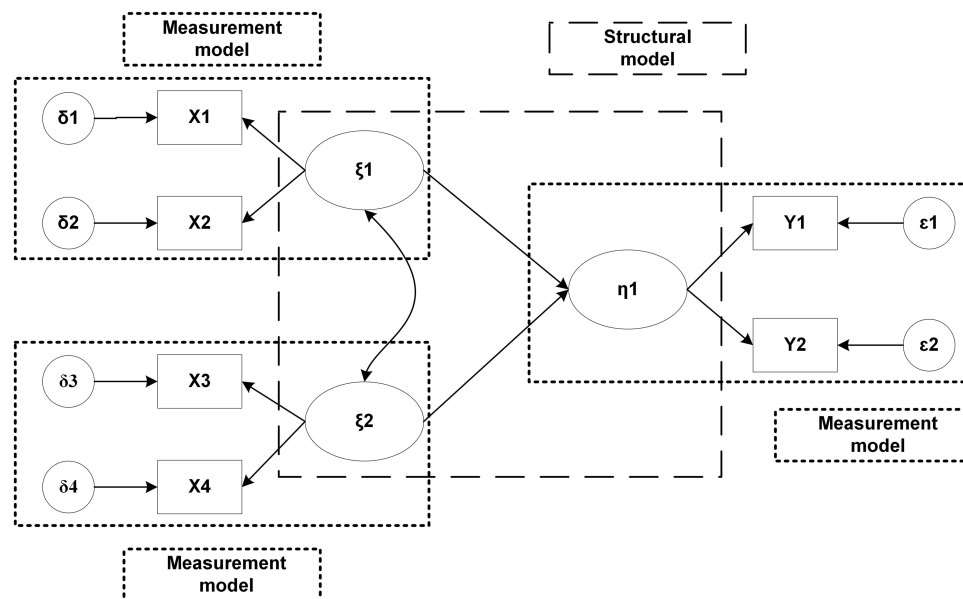 Measurement
model
Structural
model
δ1
X1
ξ1
δ2
X2
Y1
ε1
η1
Y2
ε2
δ3
X3
ξ2
δ4
X4
Measurement
model
Measurement
model